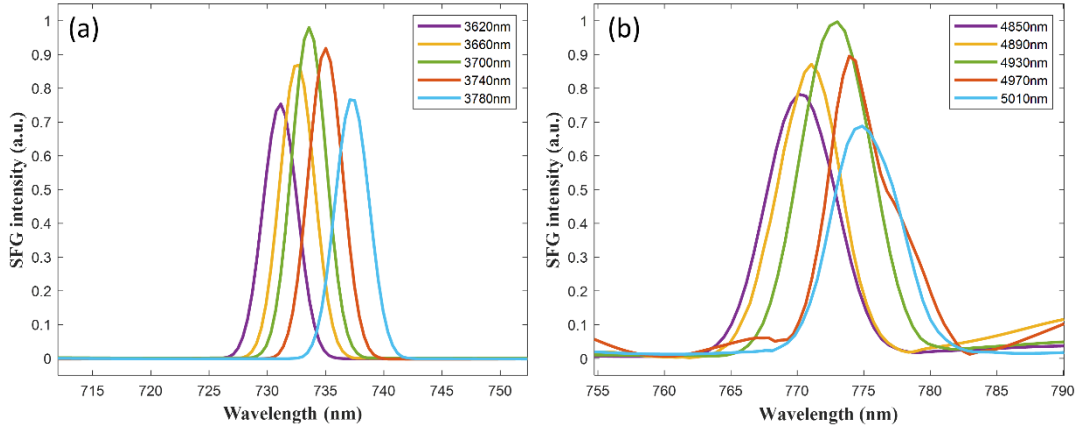 (a)
3620nm
3660nm
3700nm
3740nm
3780nm
SFG intensity (a.u.)
1
0.9
0.8
0.7
0.6
0.5
0.4
0.3
0.2
0.1
0
715 720 725 730 735 740 745 750
Wavelength (nm)
(b)
4850nm
4890nm
4930nm
4970nm
5010nm
SFG intensity (a.u.)
1
0.9
0.8
0.7
0.6
0.5
0.4
0.3
0.2
0.1
0
755 760 765 770 775 780 785 790
Wavelength (nm)